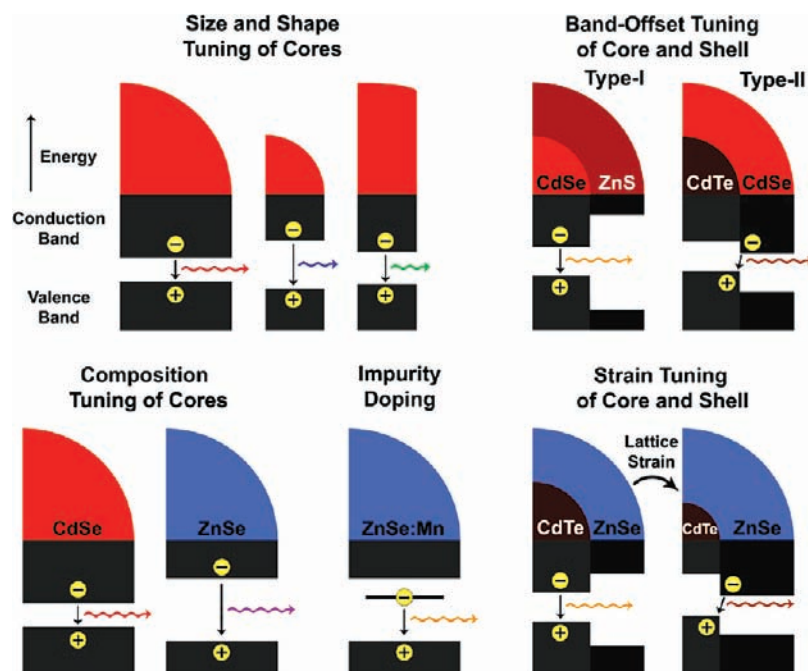 Size and Shape
Tuning of Cores
Energy
Conduction
Band
−
−
−
Valence
Band
+
+
+
Band-Offset Tuning
of Core and Shell
Type-I
Type-II
CdSe
ZnS
CdTe
CdSe
−
−
+
+
Composition
Tuning of Cores
CdSe
ZnSe
−
−
+
+
Impurity
Doping
ZnSe:Mn
−
+
Strain Tuning
of Core and Shell
Lattice
Strain
CdTe
ZnSe
CdTe
ZnSe
−
−
+
+